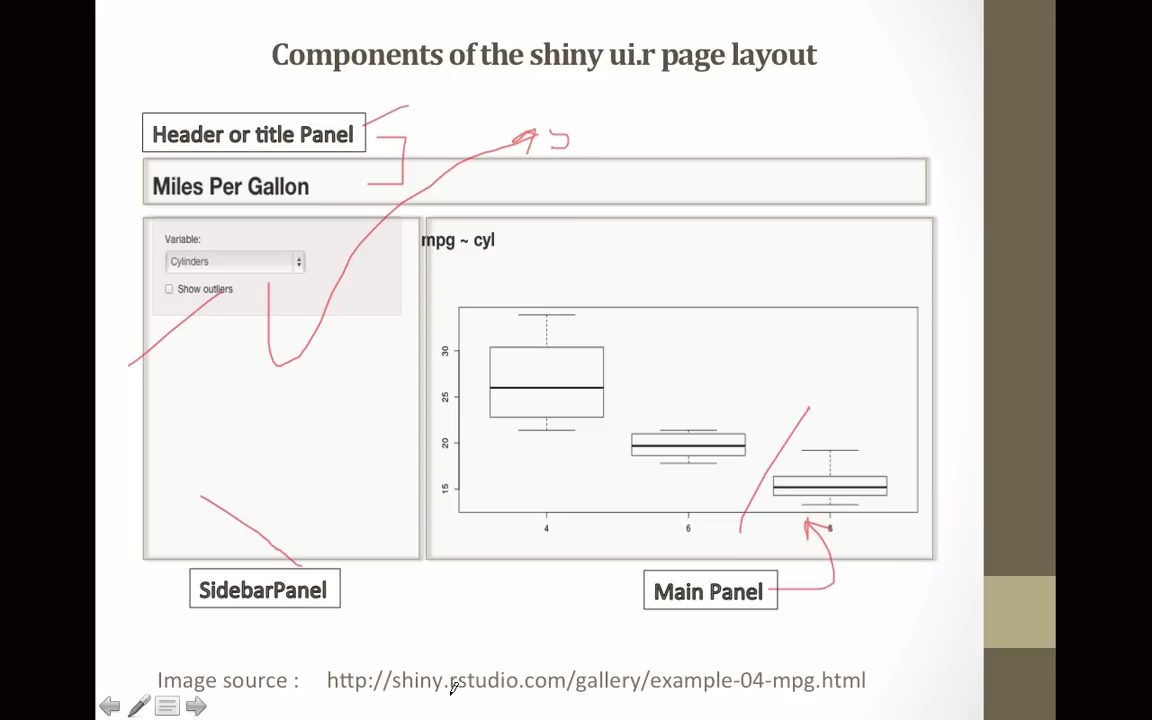 Components of the shiny ui.r page layout
Header or title Panel
Miles Per Gallon
Variable:
Cylinders
Show outliers
mpg ~ cyl
30
25
20
15
4
6
8
SidebarPanel
Main Panel
Image source : http://shiny.rstudio.com/gallery/example-04-mpg.html